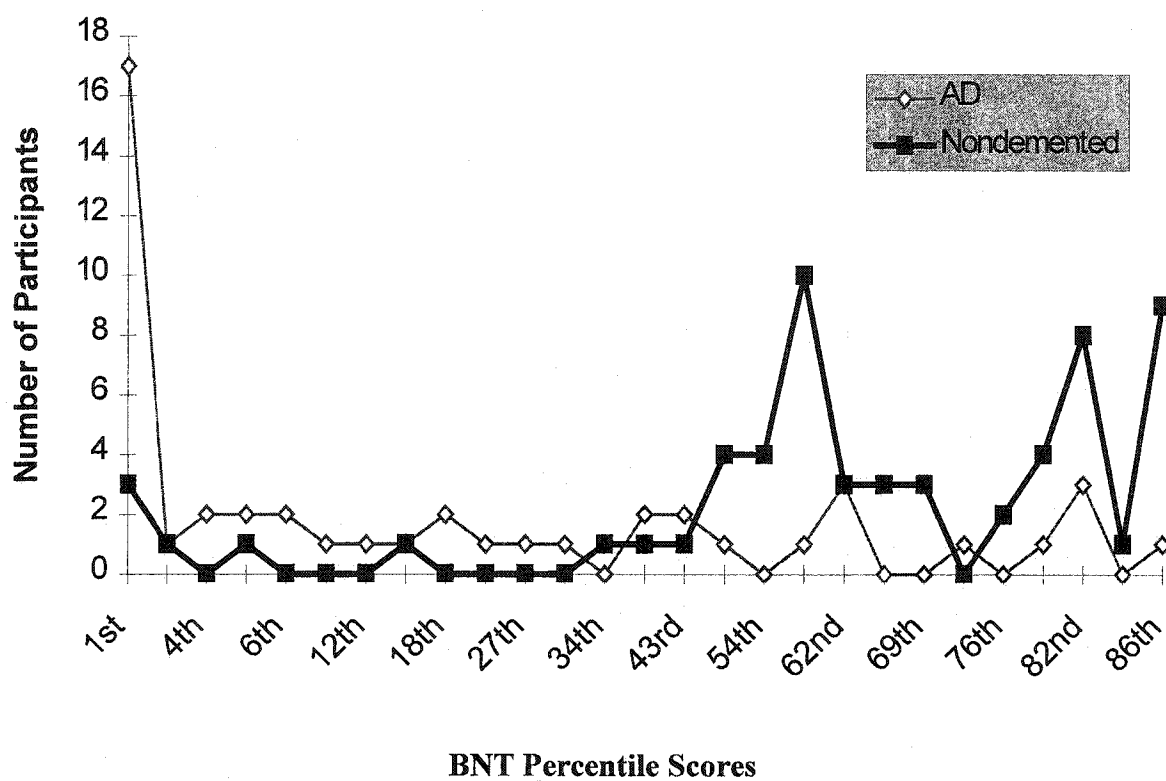 18
16
14
12
10
8
6
4
2
0
Number of Participants
AD
Nondemented
1st
4th
6th
12th
18th
27th
34th
43rd
54th
62nd
69th
76th
82nd
86th
BNT Percentile Scores